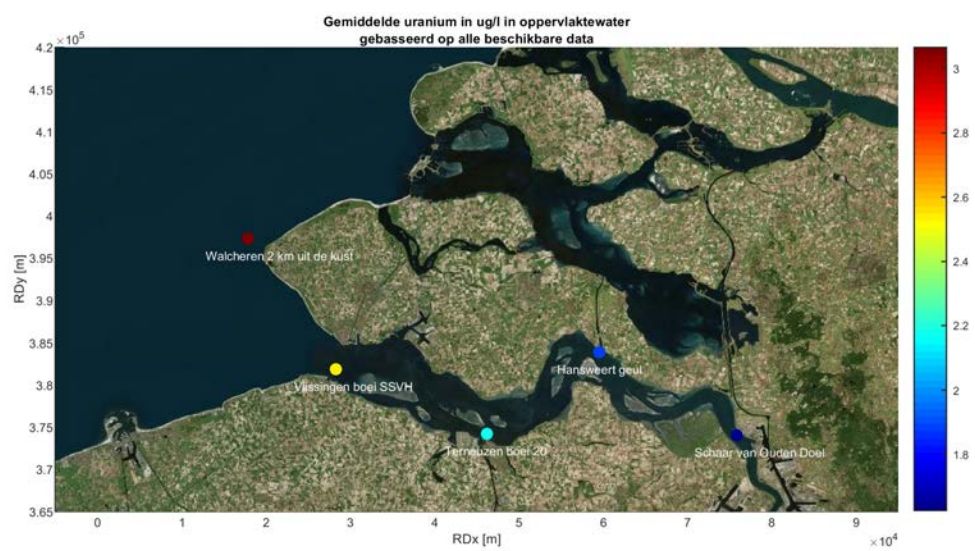 Gemiddelde uranium in ug/l in oppervlaktewater
gebasseerd op alle beschikbare data
×10⁵
4.2
4.15
4.1
4.05
4
3.95
3.9
3.85
3.8
3.75
3.7
3.65
RDy [m]
Walcheren 2 km uit de kust
Vlissingen boei SSVH
Hansweert geul
Terneuzen boei 20
Schaar van Ouden Doel
0 1 2 3 4 5 6 7 8 9
×10⁴
RDx [m]
3
2.8
2.6
2.4
2.2
2
1.8